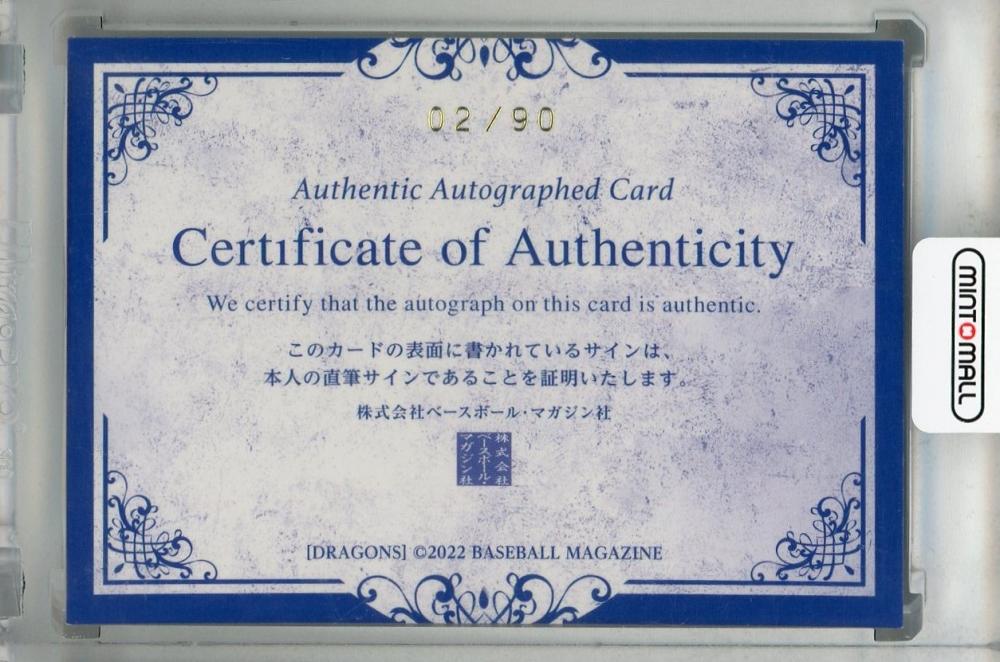 02/90
Authentic Autographed Card
Certificate of Authenticity
We certify that the autograph on this card is authentic.
このカードの表面に書かれているサインは、
本人の直筆サインであることを証明いたします。
株式会社ベースボール・マガジン社
株式会社
ベースボール・
マガジン社
[DRAGONS] ©2022 BASEBALL MAGAZINE
MINTMALL